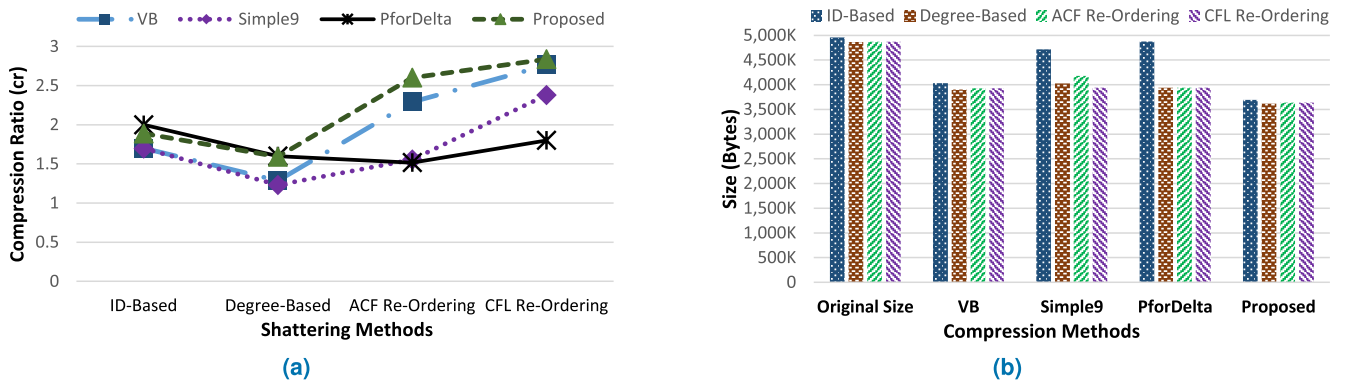 VB Simple9 PforDelta Proposed
Compression Ratio (cr)
3
2.5
2
1.5
1
0.5
0
ID-Based Degree-Based ACF Re-Ordering CFL Re-Ordering
Shattering Methods
(a)
ID-Based Degree-Based ACF Re-Ordering CFL Re-Ordering
Size (Bytes)
5,000K
4,500K
4,000K
3,500K
3,000K
2,500K
2,000K
1,500K
1,000K
500K
0
Original Size VB Simple9 PforDelta Proposed
Compression Methods
(b)